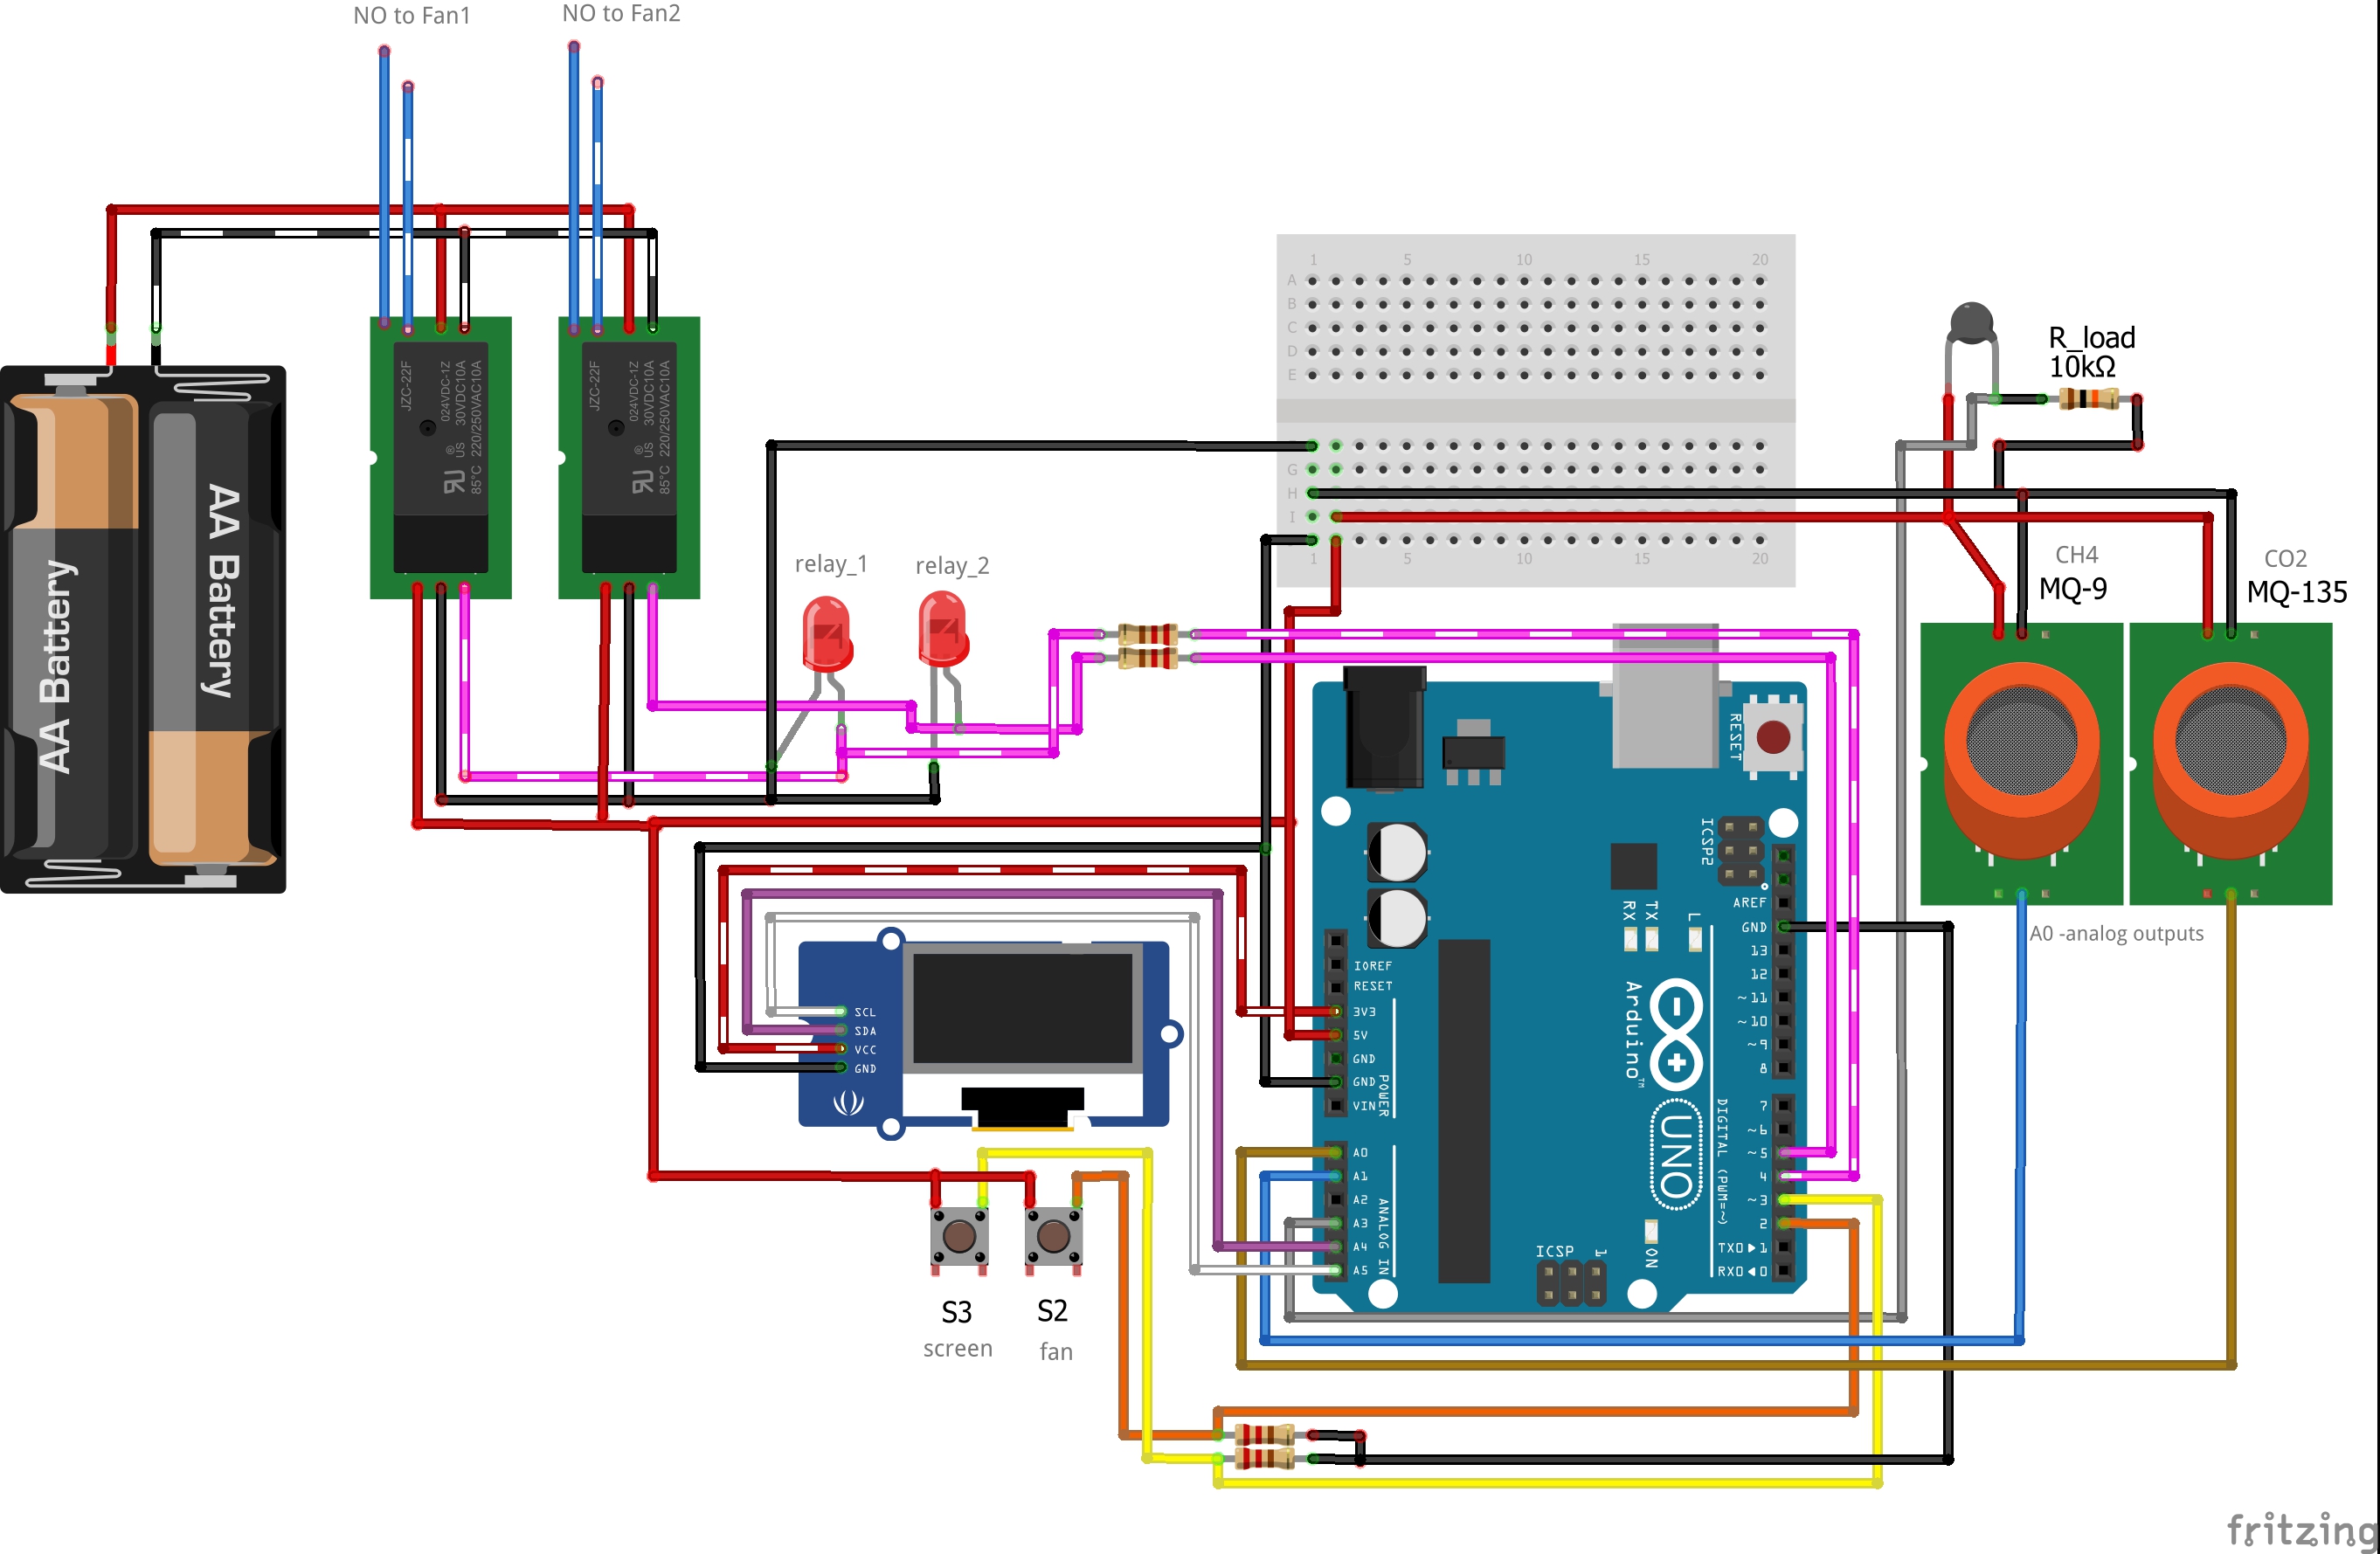 NO to Fan1
NO to Fan2
AA Battery
AA Battery
JZC-22F
024VDC-1Z
30VDC10A
220/250VAC10A
US
85°C
JZC-22F
024VDC-1Z
30VDC10A
220/250VAC10A
US
85°C
relay_1
relay_2
1 5 10 15 20
A
B
C
D
E
G
H
I
1 5 10 15 20
R_load
10kΩ
CH4
MQ-9
CO2
MQ-135
A0 -analog outputs
RESET
ICSP2
AREF
GND
13
12
~11
~10
~9
8
7
~6
~5
4
~3
2
TX0▶1
RX0◀0
DIGITAL (PWM=~)
RX
TX
L
Arduino™
UNO
ON
ICSP
1
IOREF
RESET
3V3
5V
GND
GND
VIN
POWER
A0
A1
A2
A3
A4
A5
ANALOG IN
SCL
SDA
VCC
GND
S3
screen
S2
fan
fritzing